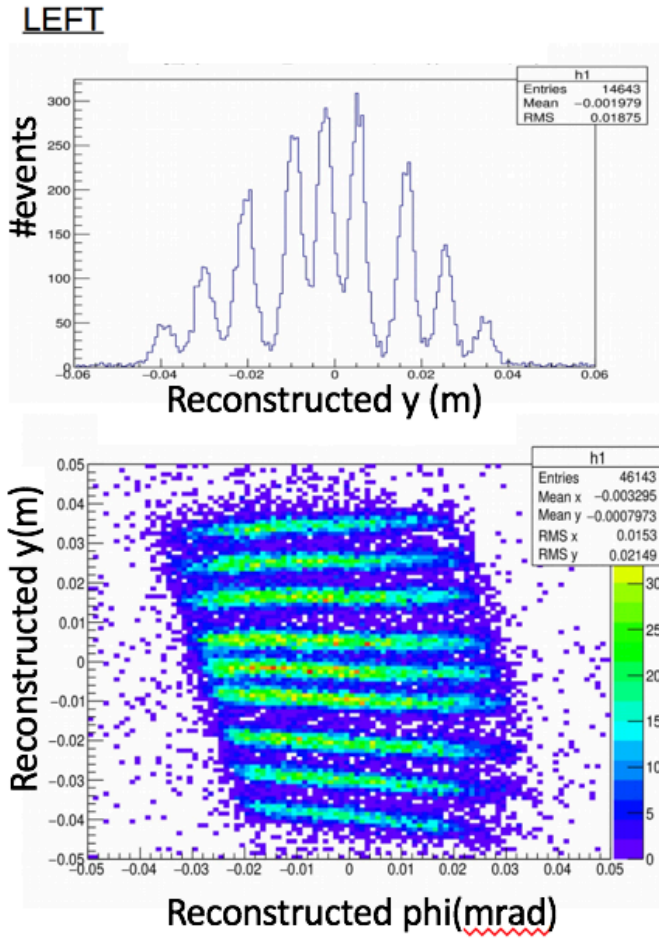 LEFT
h1
Entries 14643
Mean −0.001979
RMS 0.01875
300
250
200
150
100
50
0
#events
−0.06 −0.04 −0.02 0 0.02 0.04 0.06
Reconstructed y (m)
h1
Entries 46143
Mean x −0.003295
Mean y −0.0007973
RMS x 0.0153
RMS y 0.02149
0.05
0.04
0.03
0.02
0.01
0
−0.01
−0.02
−0.03
−0.04
−0.05
Reconstructed y(m)
30
25
20
15
10
5
0
−0.05 −0.04 −0.03 −0.02 −0.01 0 0.01 0.02 0.03 0.04 0.05
Reconstructed phi(mrad)